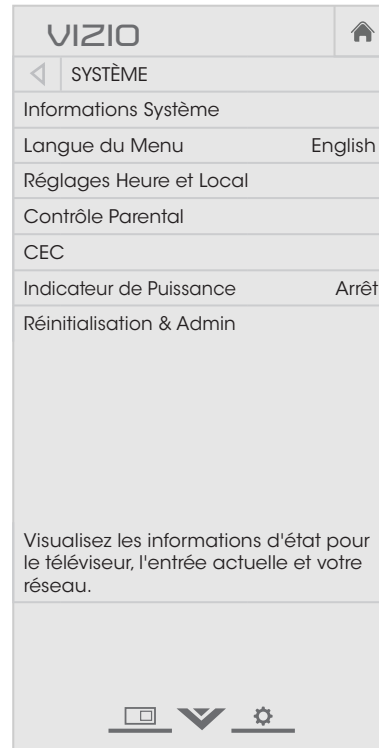 VIZIO
SYSTÈME
Informations Système
Langue du Menu English
Réglages Heure et Local
Contrôle Parental
CEC
Indicateur de Puissance Arrêt
Réinitialisation & Admin
Visualisez les informations d'état pour
le téléviseur, l'entrée actuelle et votre
réseau.